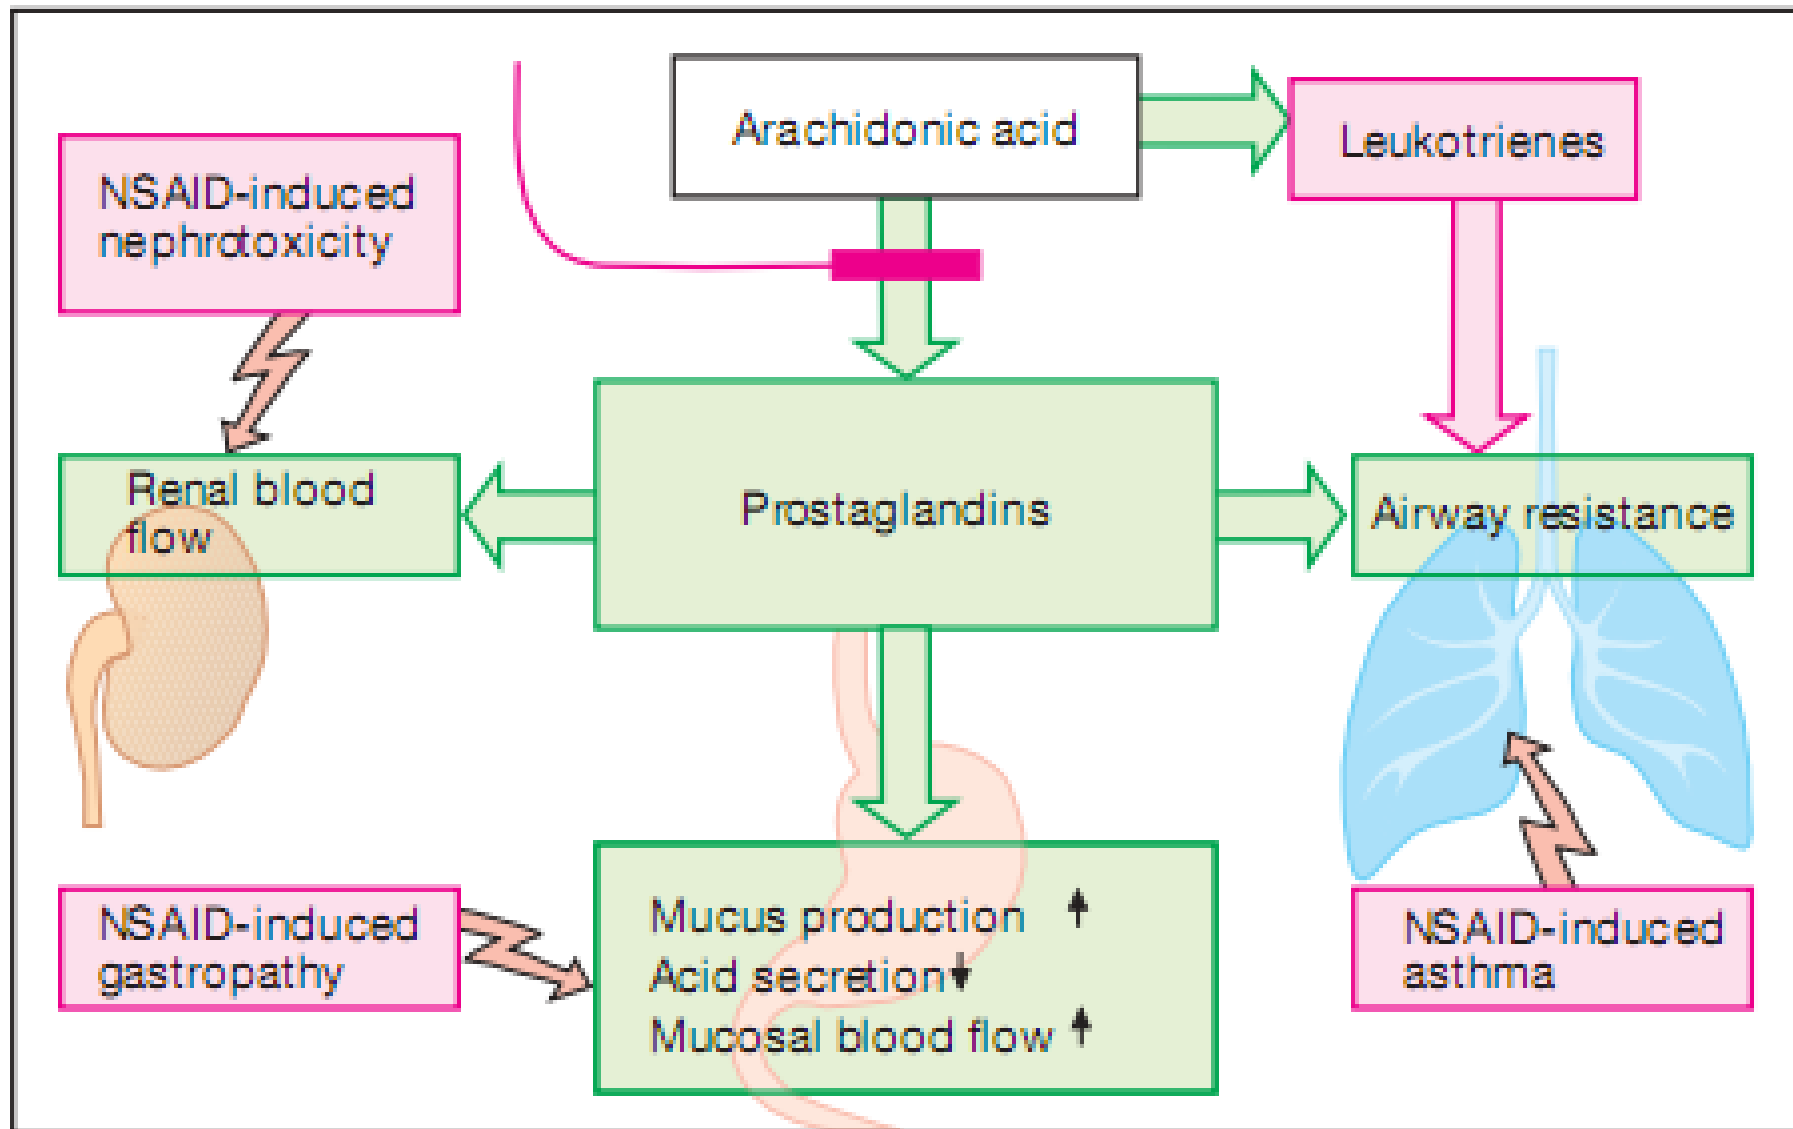 Arachidonic acid
Leukotrienes
NSAID-induced
nephrotoxicity
Renal blood
flow
Prostaglandins
Airway resistance
NSAID-induced
gastropathy
Mucus production ↑
Acid secretion ↓
Mucosal blood flow ↑
NSAID-induced
asthma